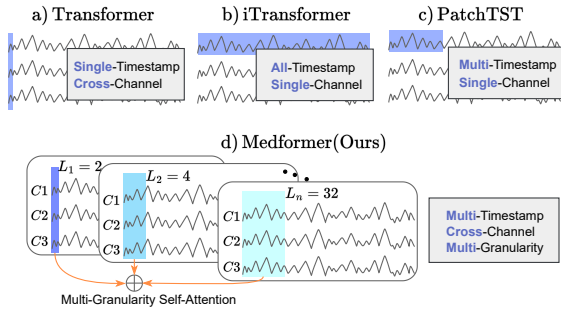 a) Transformer
Single-Timestamp
Cross-Channel
b) iTransformer
All-Timestamp
Single-Channel
c) PatchTST
Multi-Timestamp
Single-Channel
d) Medformer(Ours)
L₁ = 2
C1
C2
C3
L₂ = 4
C1
C2
C3
Lₙ = 32
C1
C2
C3
Multi-Granularity Self-Attention
Multi-Timestamp
Cross-Channel
Multi-Granularity